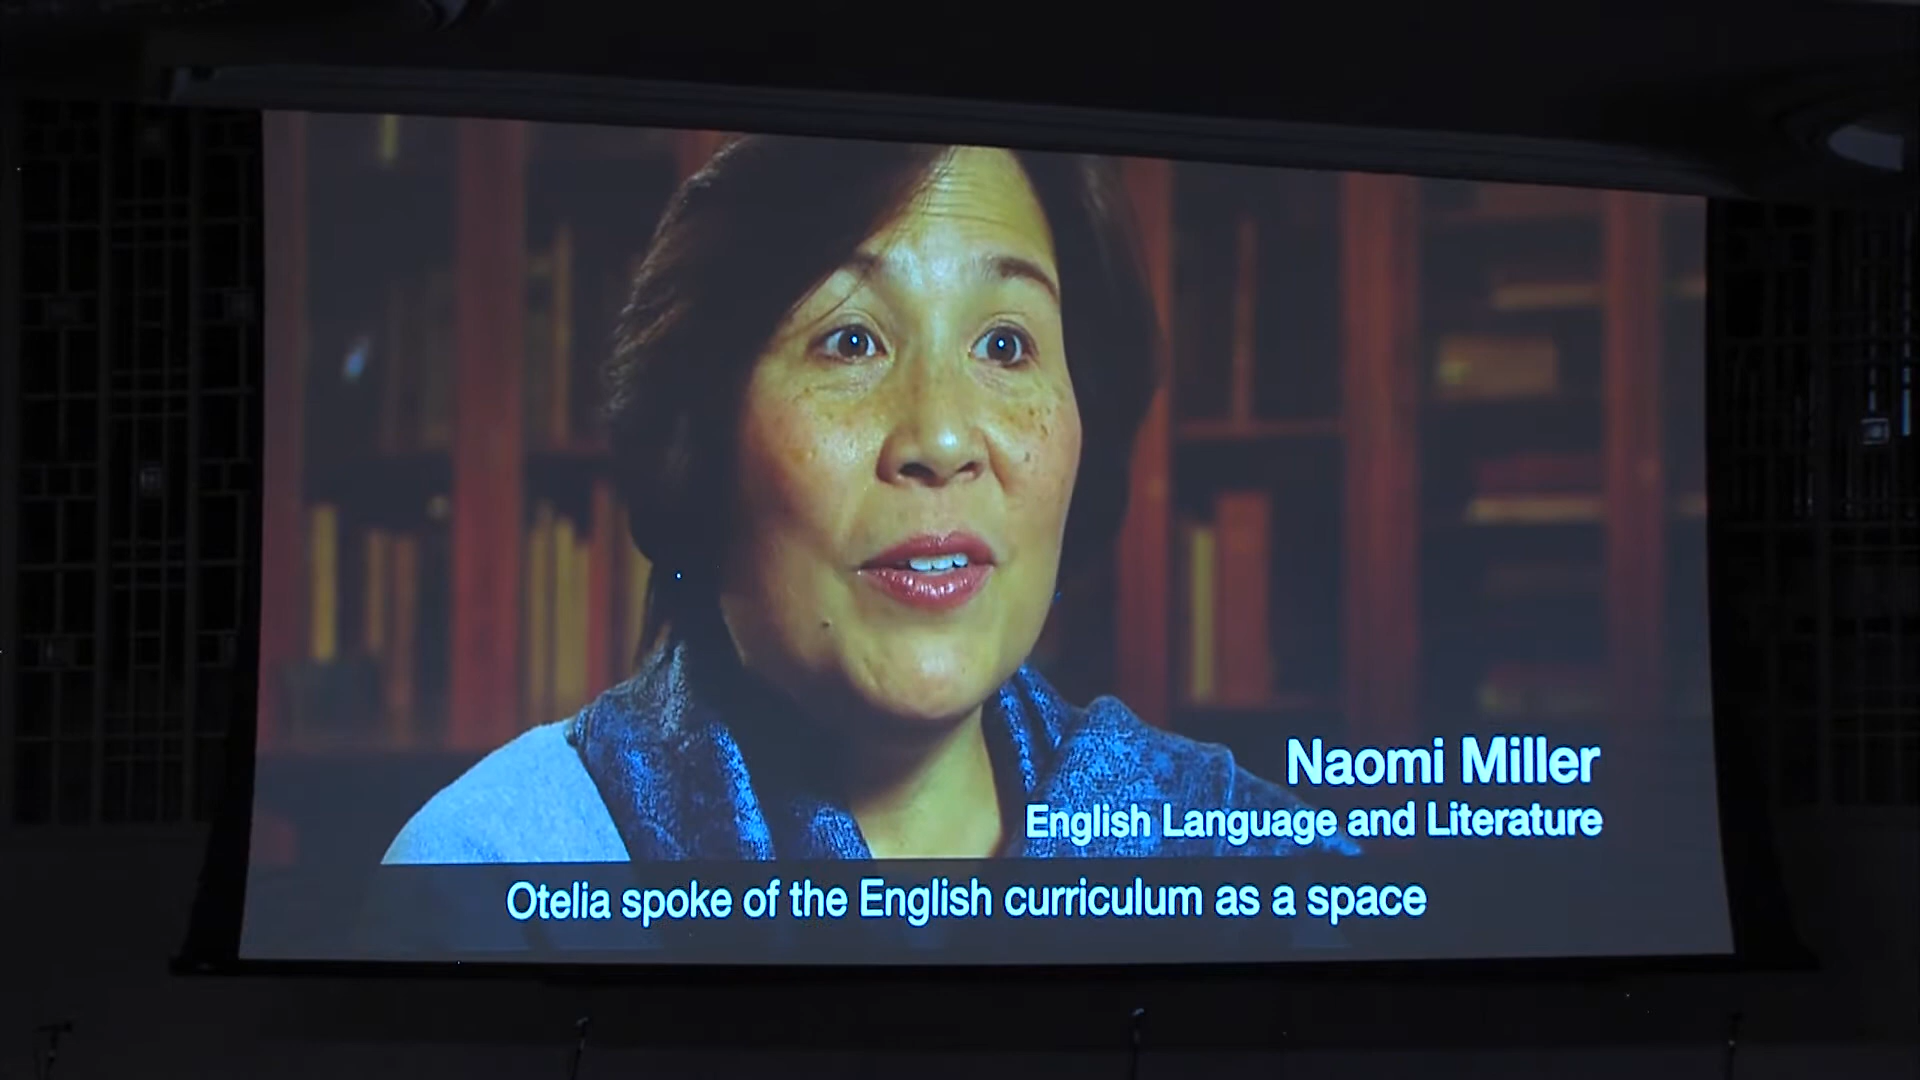 Naomi Miller
English Language and Literature
Otelia spoke of the English curriculum as a space